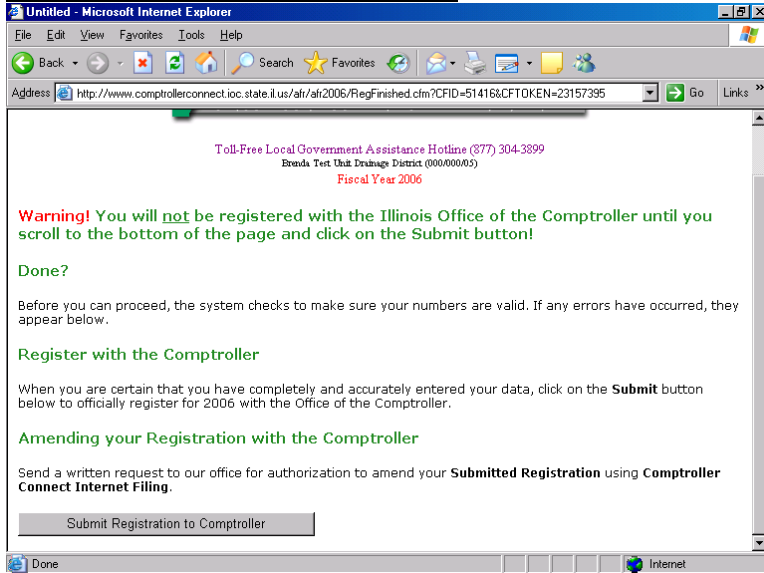 Untitled - Microsoft Internet Explorer
File Edit View Favorites Tools Help
Back Search Favorites
Address http://www.comptrollerconnect.ioc.state.il.us/afr/afr2006/RegFinished.cfm?CFID=51416&CFTOKEN=23157395 Go Links »
Toll-Free Local Government Assistance Hotline (877) 304-3899
Brenda Test Unit Drainage District (000/000/05)
Fiscal Year 2006
Warning! You will not be registered with the Illinois Office of the Comptroller until you
scroll to the bottom of the page and click on the Submit button!
Done?
Before you can proceed, the system checks to make sure your numbers are valid. If any errors have occurred, they
appear below.
Register with the Comptroller
When you are certain that you have completely and accurately entered your data, click on the Submit button
below to officially register for 2006 with the Office of the Comptroller.
Amending your Registration with the Comptroller
Send a written request to our office for authorization to amend your Submitted Registration using Comptroller
Connect Internet Filing.
Submit Registration to Comptroller
Done Internet